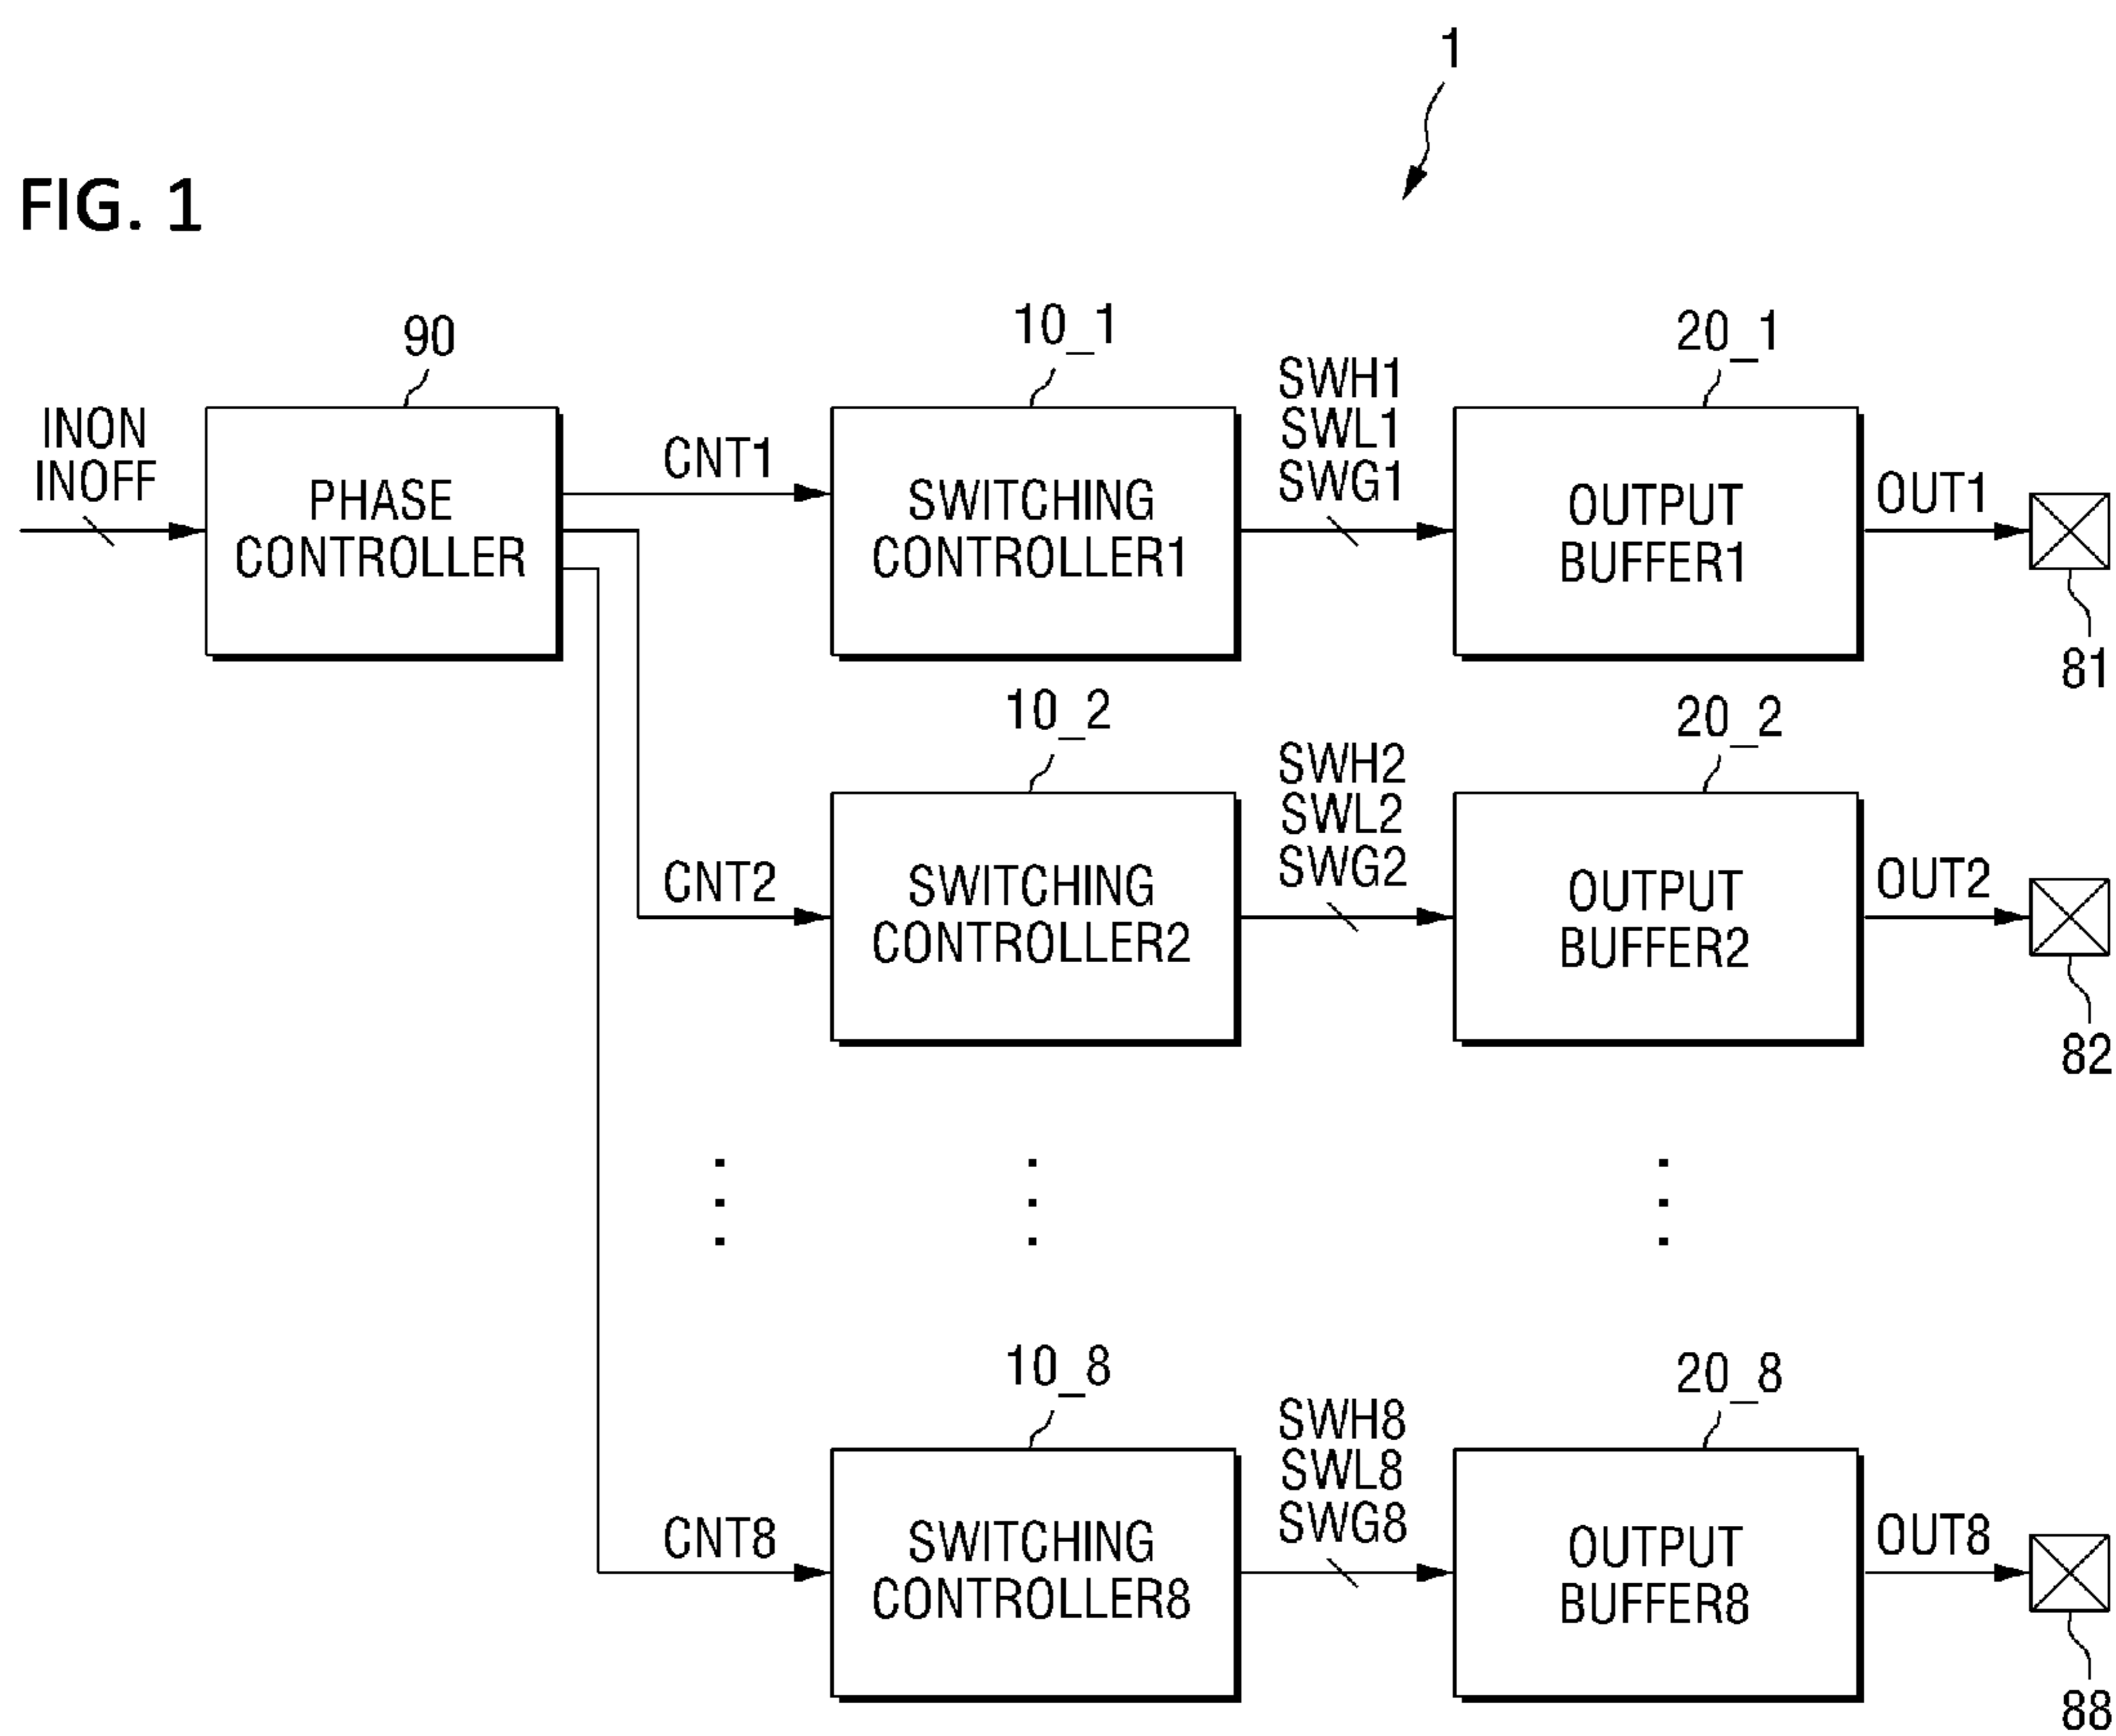 1
FIG. 1
90
10_1
20_1
INON
INOFF
PHASE
CONTROLLER
CNT1
SWITCHING
CONTROLLER1
SWH1
SWL1
SWG1
OUTPUT
BUFFER1
OUT1
81
10_2
20_2
CNT2
SWITCHING
CONTROLLER2
SWH2
SWL2
SWG2
OUTPUT
BUFFER2
OUT2
82
10_8
20_8
CNT8
SWITCHING
CONTROLLER8
SWH8
SWL8
SWG8
OUTPUT
BUFFER8
OUT8
88